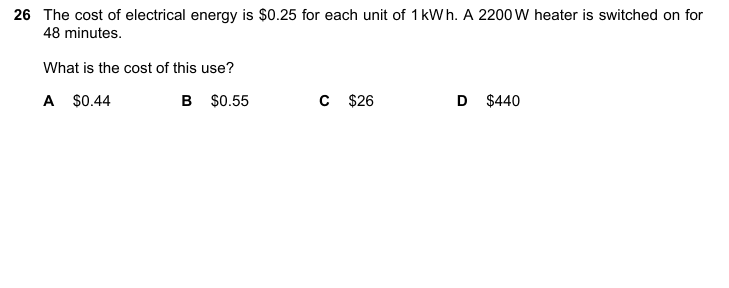 26 The cost of electrical energy is $0.25 for each unit of 1 kW h. A 2200 W heater is switched on for
48 minutes.
What is the cost of this use?
A $0.44 B $0.55 C $26 D $440